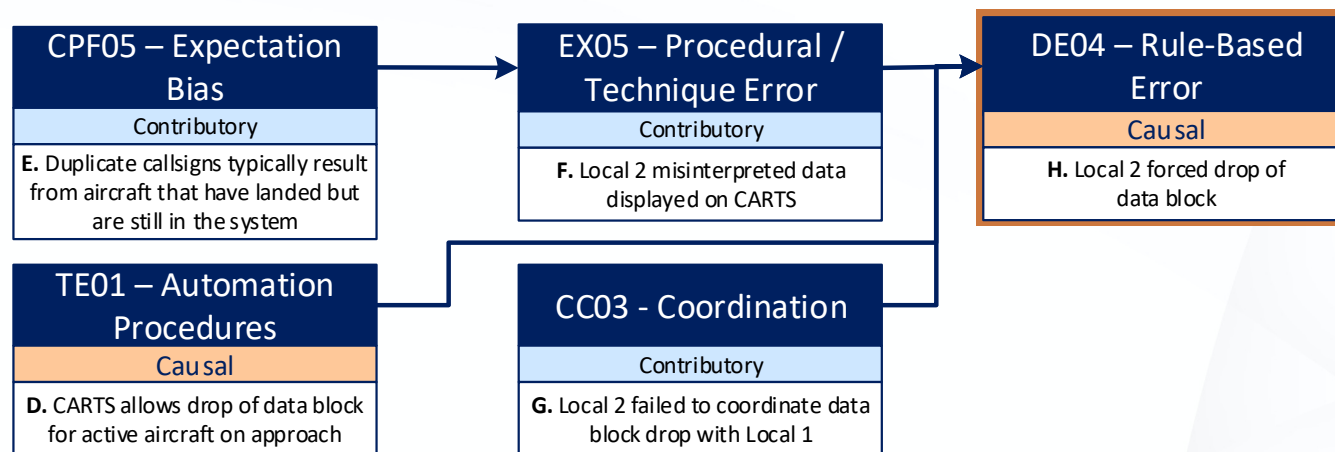 CPF05 – Expectation
Bias
Contributory
E. Duplicate callsigns typically result
from aircraft that have landed but
are still in the system
EX05 – Procedural /
Technique Error
Contributory
F. Local 2 misinterpreted data
displayed on CARTS
DE04 – Rule-Based
Error
Causal
H. Local 2 forced drop of
data block
TE01 – Automation
Procedures
Causal
D. CARTS allows drop of data block
for active aircraft on approach
CC03 - Coordination
Contributory
G. Local 2 failed to coordinate data
block drop with Local 1